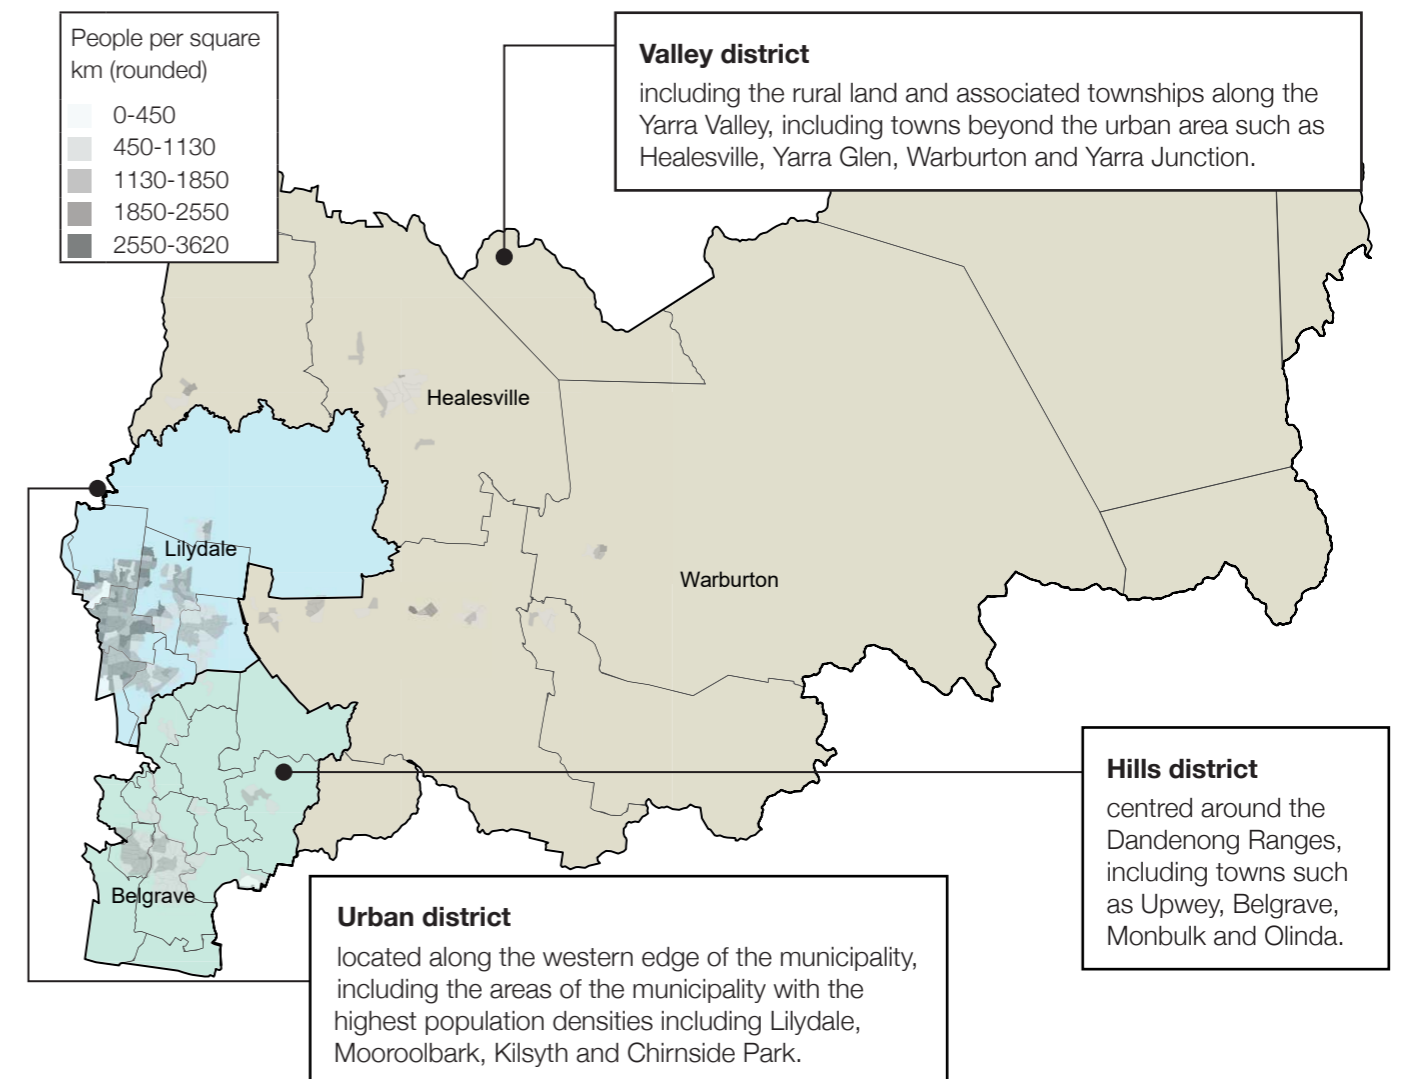 People per square
km (rounded)
0-450
450-1130
1130-1850
1850-2550
2550-3620
Valley district
including the rural land and associated townships along the
Yarra Valley, including towns beyond the urban area such as
Healesville, Yarra Glen, Warburton and Yarra Junction.
Healesville
Lilydale
Warburton
Belgrave
Hills district
centred around the
Dandenong Ranges,
including towns such
as Upwey, Belgrave,
Monbulk and Olinda.
Urban district
located along the western edge of the municipality,
including the areas of the municipality with the
highest population densities including Lilydale,
Mooroolbark, Kilsyth and Chirnside Park.